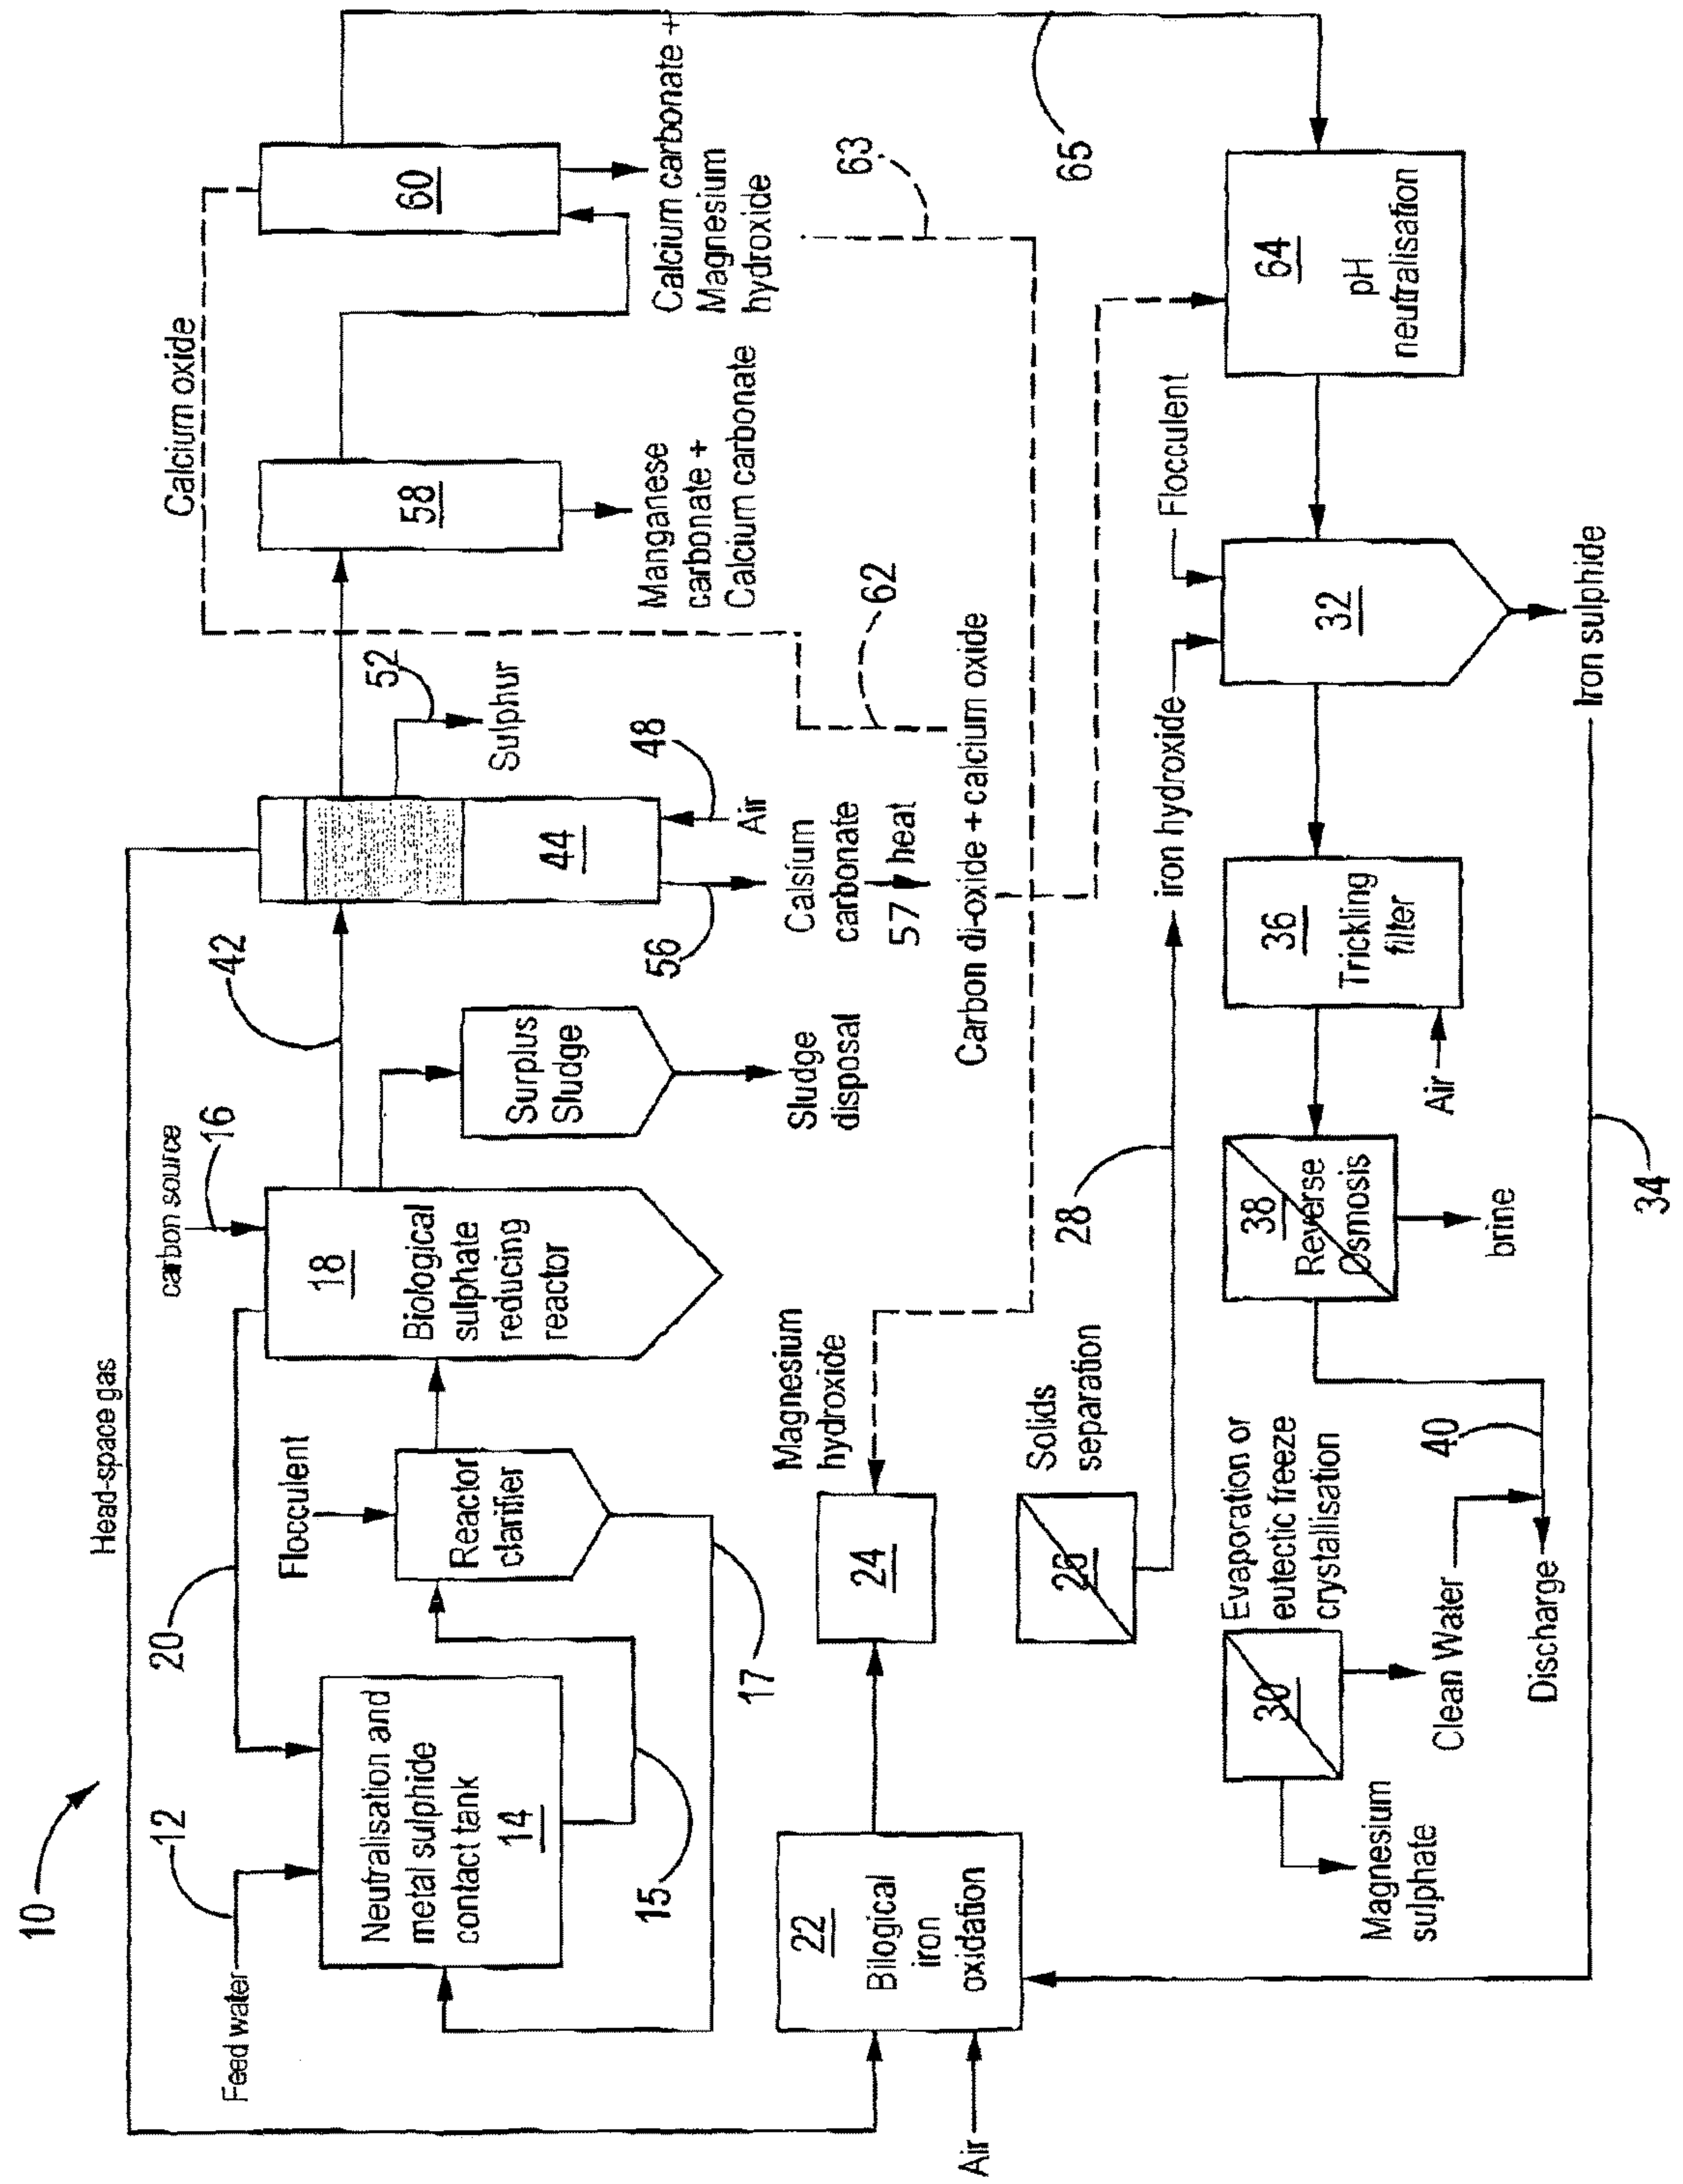 10
Head-space gas
Feed water
12
20
Flocculent
carbon source
16
42
Calcium oxide
Neutralisation and
metal sulphide
contact tank
14
15
17
Reactor
clarifier
18
Biological
sulphate
reducing
reactor
Surplus
Sludge
Sludge
disposal
44
52
Sulphur
48
Air
56
Calsium
carbonate
57 heat
Carbon di-oxide + calcium oxide
62
58
Manganese
carbonate +
Calcium carbonate
60
Calcium carbonate +
Magnesium
hydroxide
63
65
Air
22
Bilogical
iron
oxidation
24
Magnesium
hydroxide
26
Solids
separation
28
iron hydroxide
Flocculent
30
Evaporation or
eutectic freeze
crystallisation
Magnesium
sulphate
Clean Water
Discharge
40
38
Reverse
Osmosis
brine
36
Trickling
filter
Air
32
Iron sulphide
34
64
pH
neutralisation